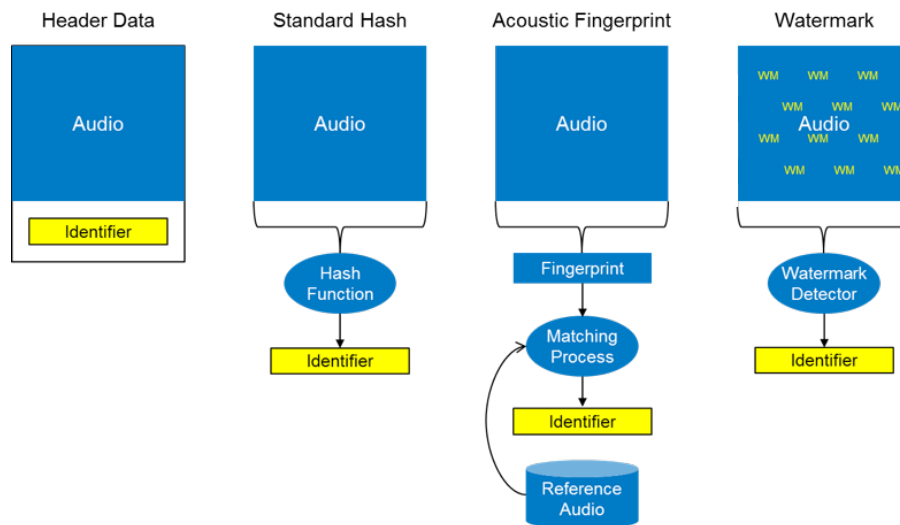 Header Data
Standard Hash
Acoustic Fingerprint
Watermark
Audio
Identifier
Audio
Hash
Function
Identifier
Audio
Fingerprint
Matching
Process
Identifier
Reference
Audio
WM WM WM
WM WM WM
Audio
WM WM WM
WM WM WM
Watermark
Detector
Identifier